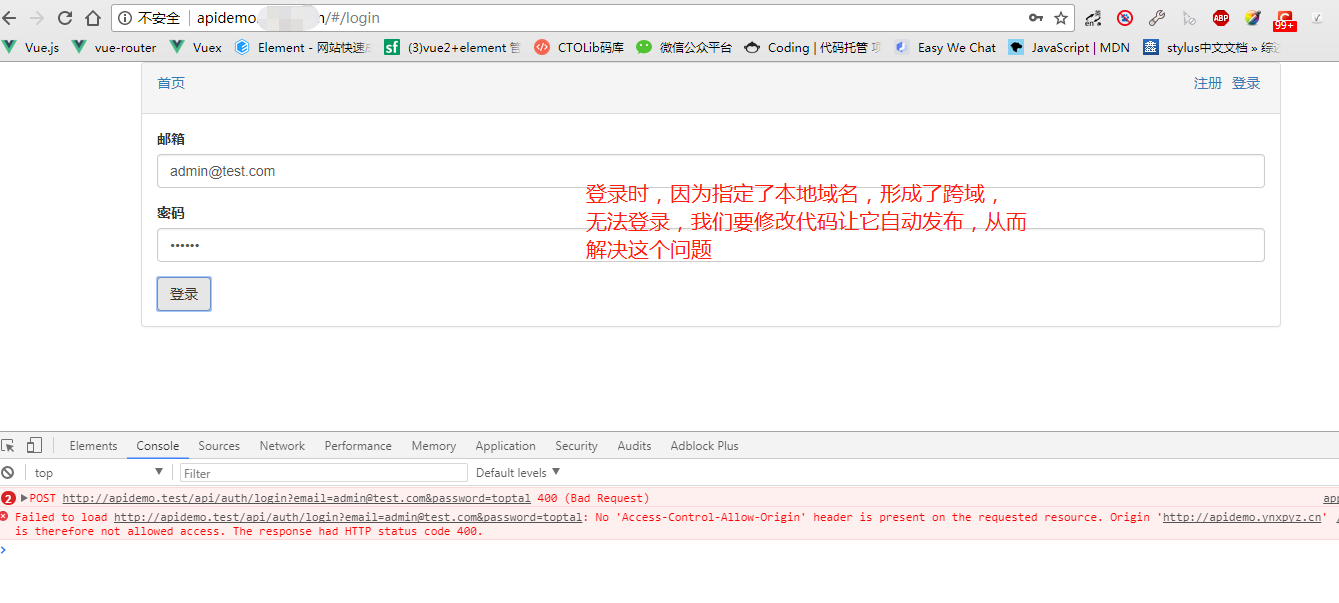 不安全 apidemo. /#/login
Vue.js vue-router Vuex Element - 网站快速 (3)vue2+element 管 CTOLib码库 微信公众平台 Coding | 代码托管 Easy We Chat JavaScript | MDN stylus中文文档 » 综
en ABP 99+
首页 注册 登录
邮箱
admin@test.com
登录时，因为指定了本地域名，形成了跨域，
密码
无法登录，我们要修改代码让它自动发布，从而
••••••
解决这个问题
登录
Elements Console Sources Network Performance Memory Application Security Audits Adblock Plus
top Filter Default levels
2 POST http://apidemo.test/api/auth/login?email=admin@test.com&password=toptal 400 (Bad Request) app
Failed to load http://apidemo.test/api/auth/login?email=admin@test.com&password=toptal: No 'Access-Control-Allow-Origin' header is present on the requested resource. Origin 'http://apidemo.ynxpyz.cn'
is therefore not allowed access. The response had HTTP status code 400.